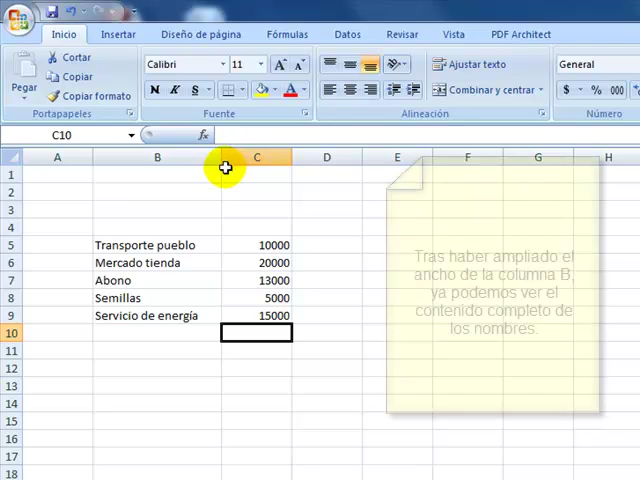 Inicio Insertar Diseño de página Fórmulas Datos Revisar Vista PDF Architect
Pegar
Cortar
Copiar
Copiar formato
Portapapeles
Calibri 11 A A
N K S A
Fuente
Ajustar texto
Combinar y centrar
Alineación
General
$ % 000
Número
C10 fx
A B C D E F G H
1
2
3
4
5 Transporte pueblo 10000
6 Mercado tienda 20000
7 Abono 13000
8 Semillas 5000
9 Servicio de energía 15000
10
11
12
13
14
15
16
17
18
Tras haber ampliado el
ancho de la columna B,
ya podemos ver el
contenido completo de
los nombres.